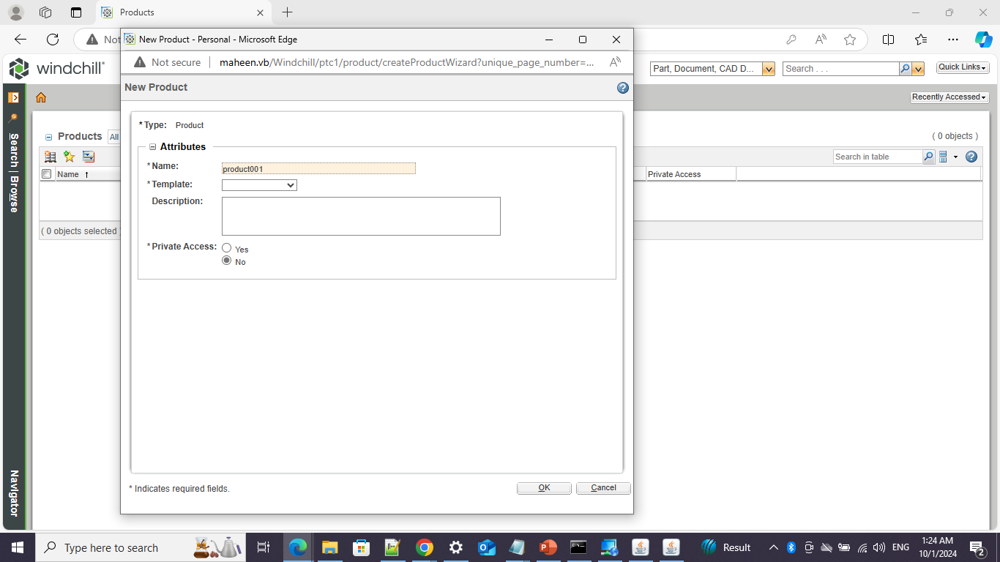 Products
Not
New Product - Personal - Microsoft Edge
Not secure
maheen.vb/Windchill/ptc1/product/createProductWizard?unique_page_number=...
windchill
Part, Document, CAD D...
Search . . .
Quick Links
New Product
Recently Accessed
* Type: Product
Products
All
( 0 objects )
Attributes
Search in table
* Name: product001
Name
Private Access
* Template:
Description:
( 0 objects selected
* Private Access:
Yes
No
Search | Browse
Navigator
* Indicates required fields.
OK
Cancel
Type here to search
Result
ENG
1:24 AM
10/1/2024
2